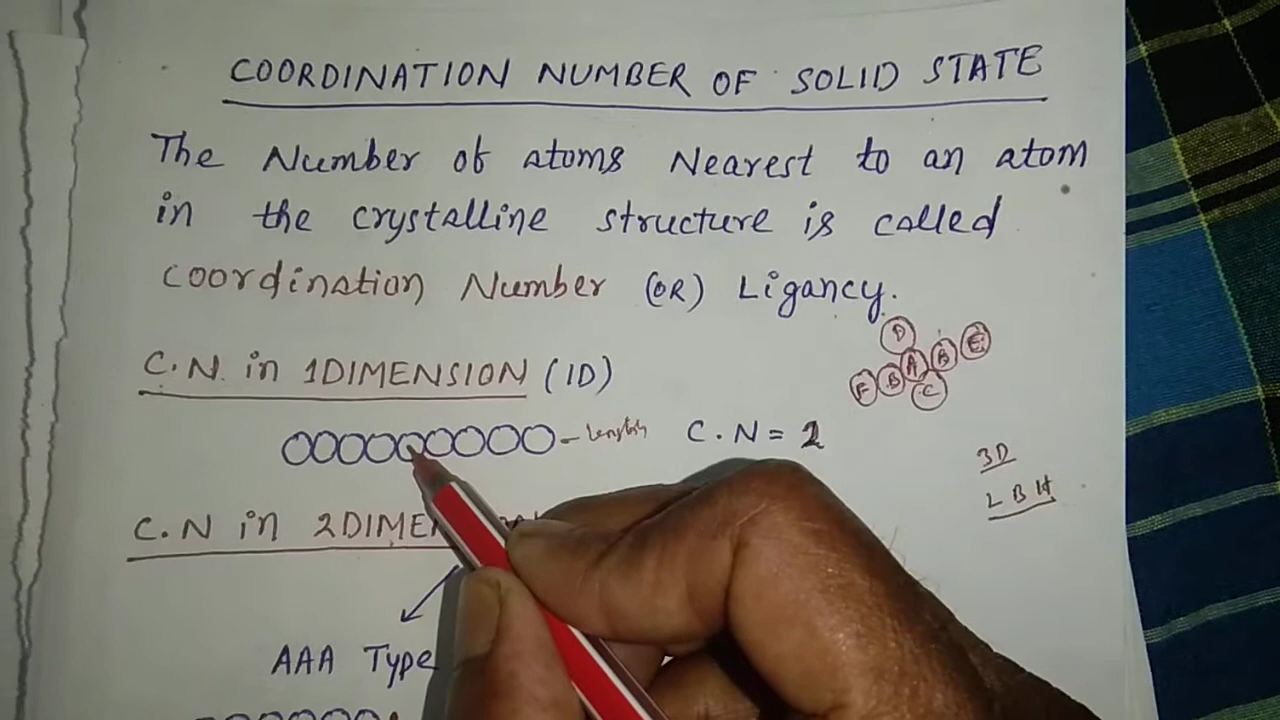 COORDINATION NUMBER OF SOLID STATE
The Number of atoms Nearest to an atom
in the crystalline structure is called
coordination Number (OR) Ligancy.
C.N. in 1DIMENSION (1D)
D
A B E
F B C
length C.N = 2
3D
L B H
C.N in 2DIME
AAA Type